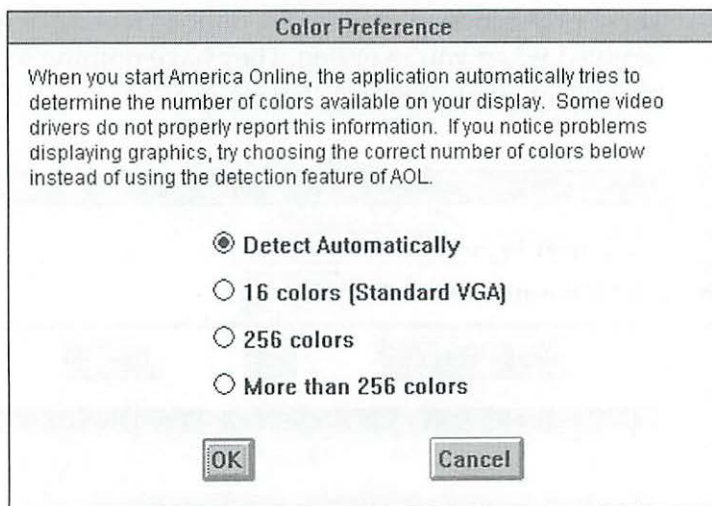 Color Preference
When you start America Online, the application automatically tries to
determine the number of colors available on your display. Some video
drivers do not properly report this information. If you notice problems
displaying graphics, try choosing the correct number of colors below
instead of using the detection feature of AOL.
Detect Automatically
16 colors (Standard VGA)
256 colors
More than 256 colors
OK Cancel